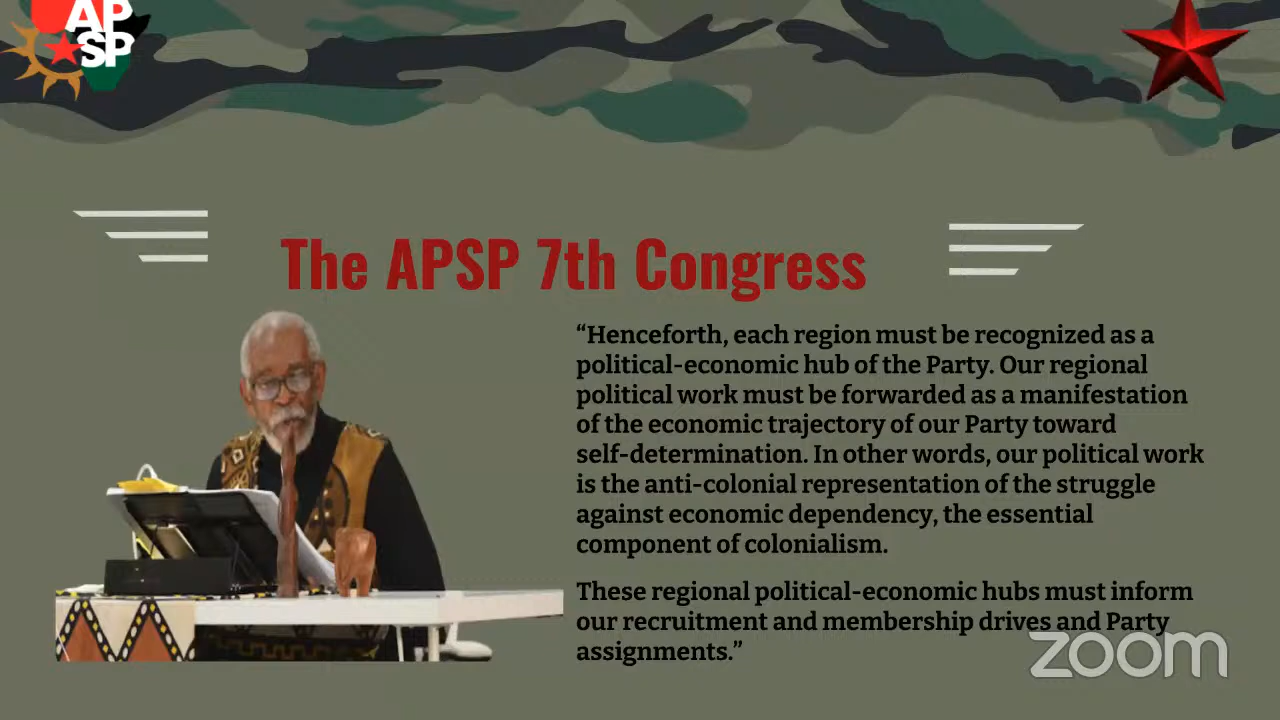 AP
SP
The APSP 7th Congress
“Henceforth, each region must be recognized as a
political-economic hub of the Party. Our regional
political work must be forwarded as a manifestation
of the economic trajectory of our Party toward
self-determination. In other words, our political work
is the anti-colonial representation of the struggle
against economic dependency, the essential
component of colonialism.
These regional political-economic hubs must inform
our recruitment and membership drives and Party
assignments.”
zoom